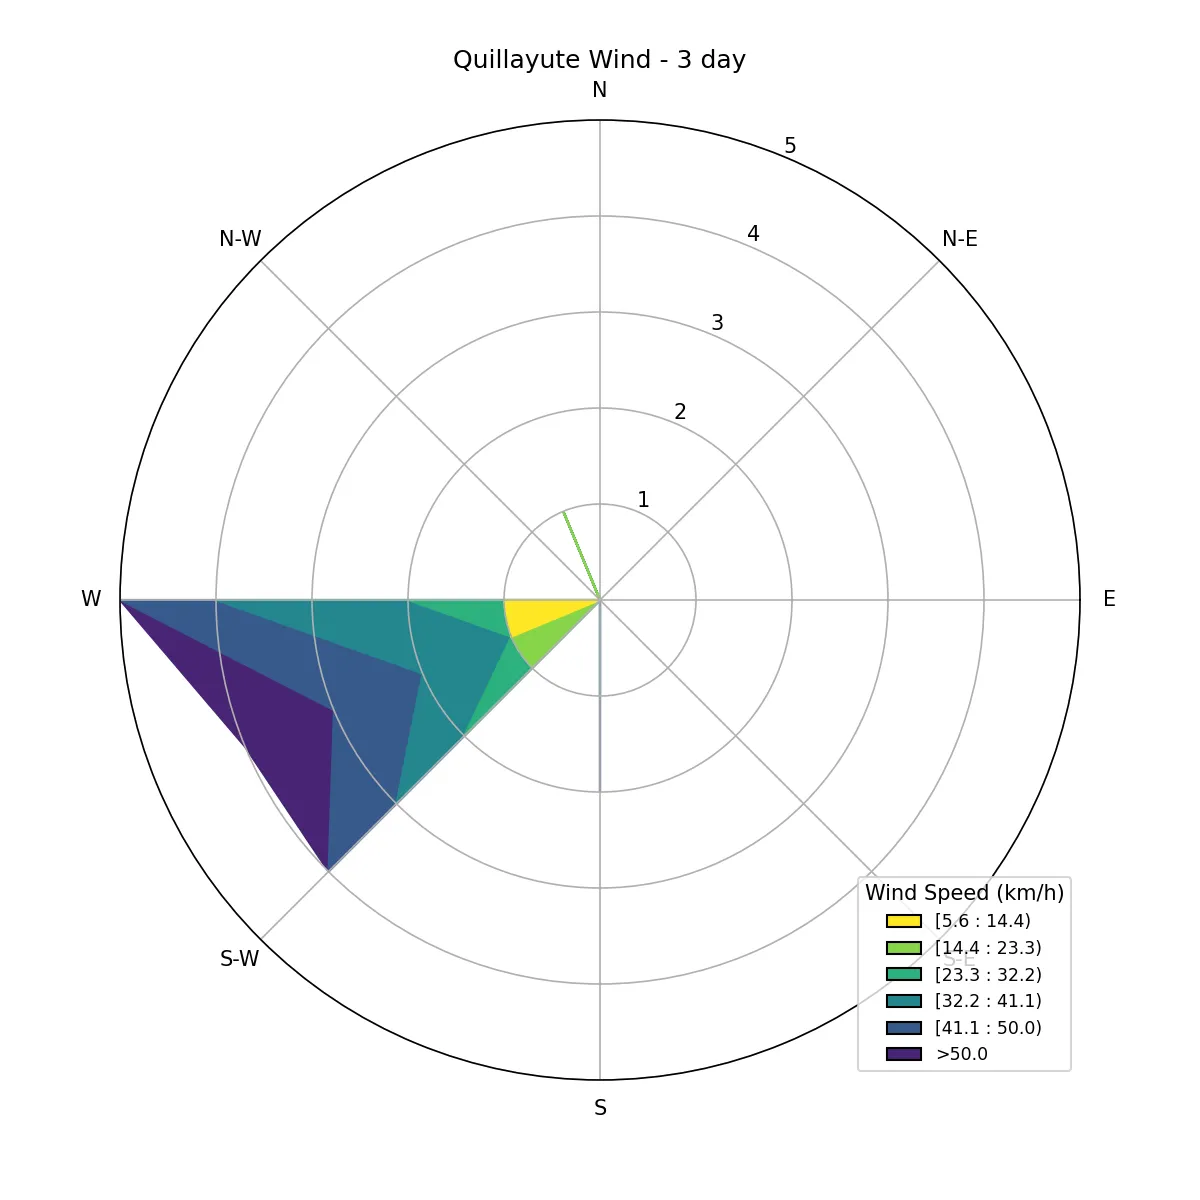 Quillayute Wind - 3 day
N
5
N-W
4
N-E
3
2
1
W
E
S-W
S-E
S
Wind Speed (km/h)
[5.6 : 14.4)
[14.4 : 23.3)
[23.3 : 32.2)
[32.2 : 41.1)
[41.1 : 50.0)
>50.0